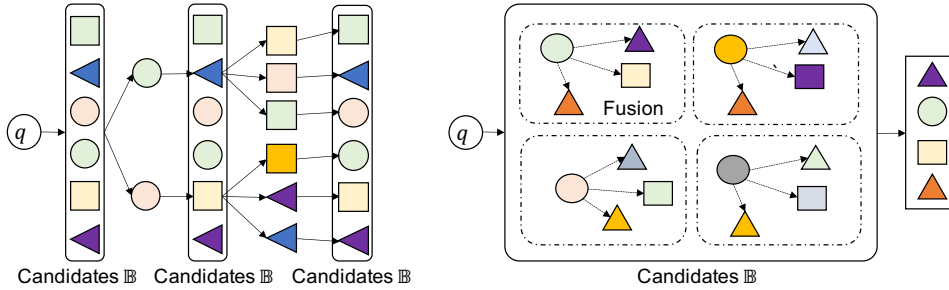 q
Candidates 𝔹
Candidates 𝔹
Candidates 𝔹
q
Fusion
Candidates 𝔹